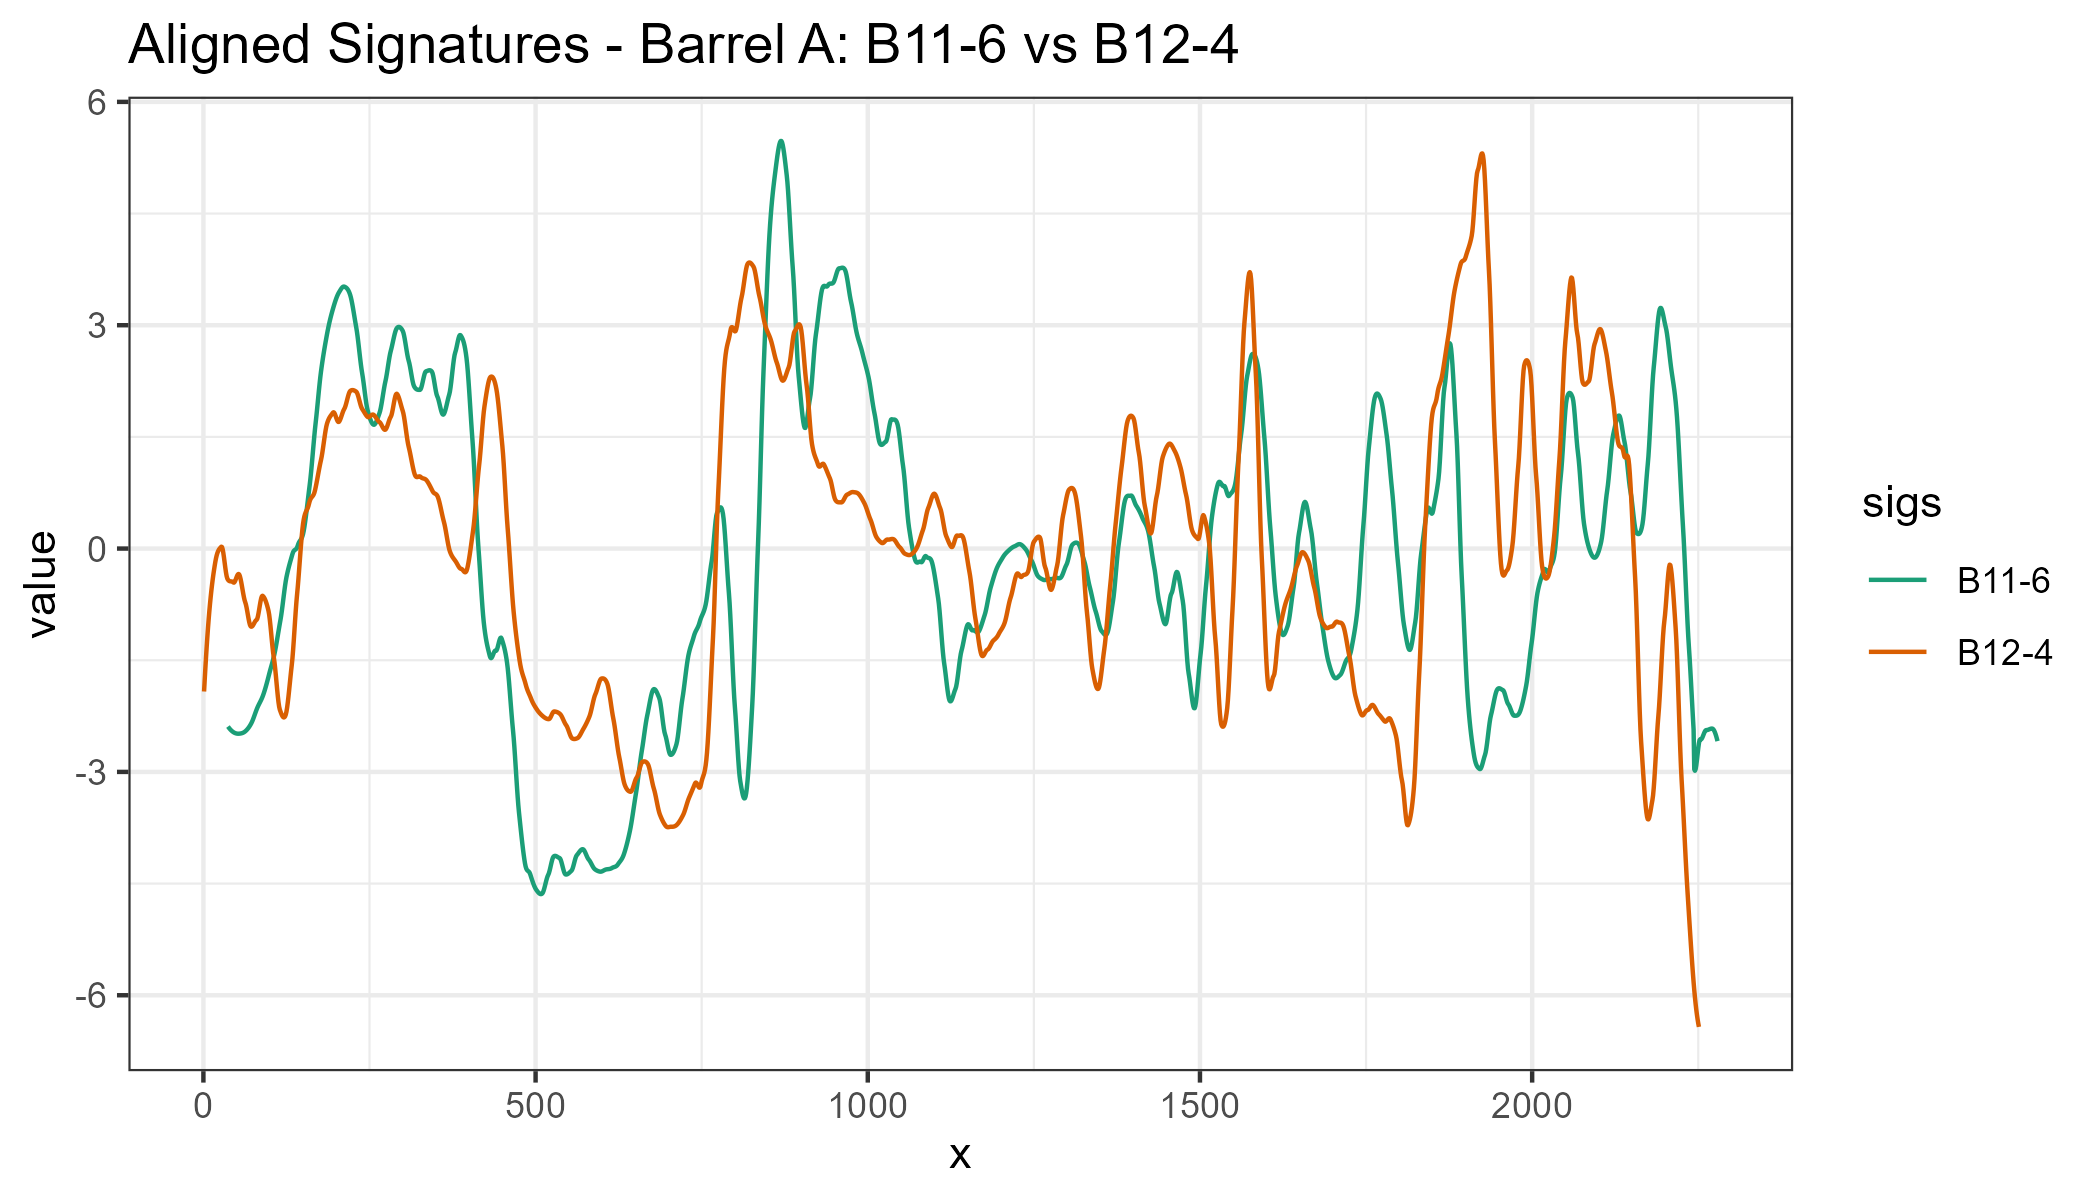 Aligned Signatures - Barrel A: B11-6 vs B12-4
6
3
0
-3
-6
value
0 500 1000 1500 2000
x
sigs
B11-6
B12-4